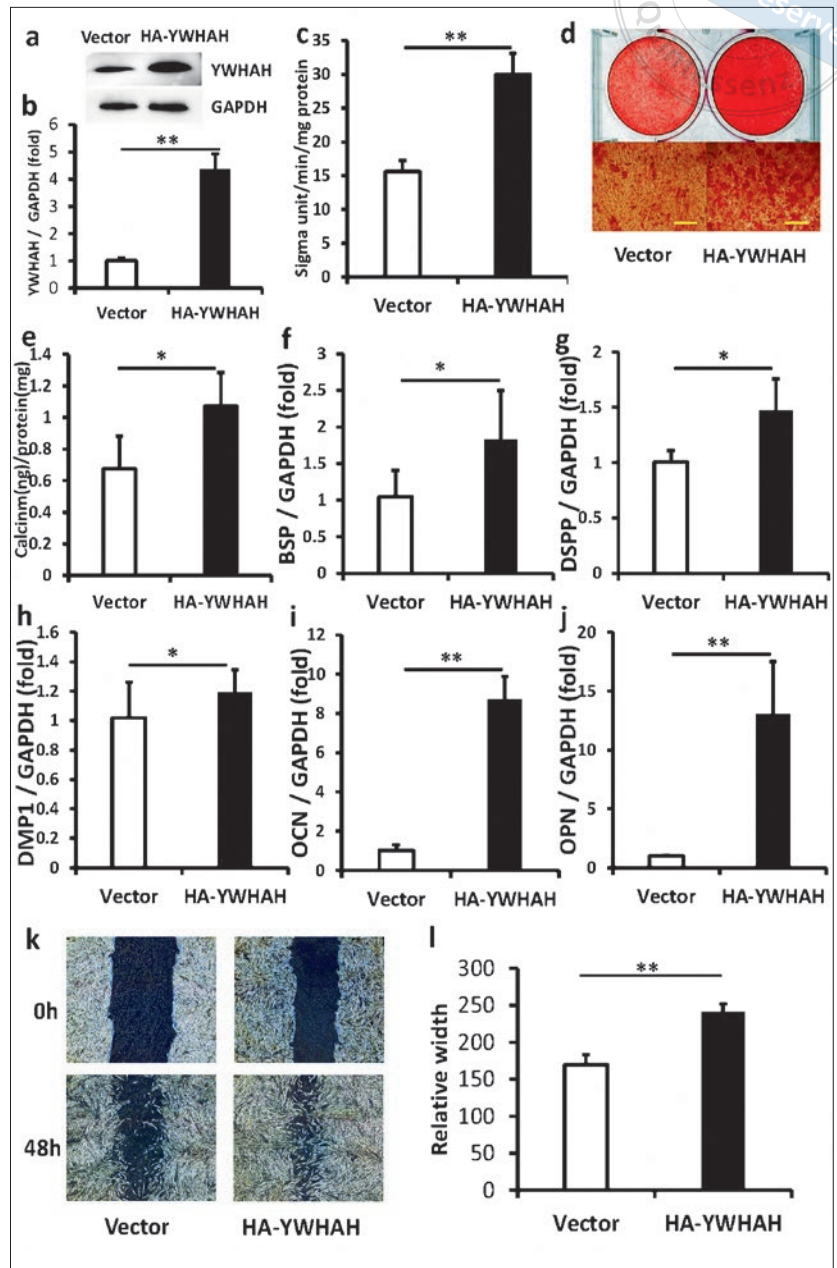 a
Vector HA-YWHAH
YWHAH
GAPDH
b
YWHAH / GAPDH (fold)
6
5
4
3
2
1
0
**
Vector HA-YWHAH
c
Sigma unit/min/mg protein
35
30
25
20
15
10
5
0
**
Vector HA-YWHAH
d
Vector HA-YWHAH
e
Calcinm(ng)/protein(mg)
1.4
1.2
1
0.8
0.6
0.4
0.2
0
*
Vector HA-YWHAH
f
BSP / GAPDH (fold)
3
2.5
2
1.5
1
0.5
0
*
Vector HA-YWHAH
g
DSPP / GAPDH (fold)
2
1.5
1
0.5
0
*
Vector HA-YWHAH
h
DMP1 / GAPDH (fold)
1.6
1.4
1.2
1
0.8
0.6
0.4
0.2
0
*
Vector HA-YWHAH
i
OCN / GAPDH (fold)
12
10
8
6
4
2
0
**
Vector HA-YWHAH
j
OPN / GAPDH (fold)
20
15
10
5
0
**
Vector HA-YWHAH
k
0h
48h
Vector HA-YWHAH
l
Relative width
300
250
200
150
100
50
0
**
Vector HA-YWHAH